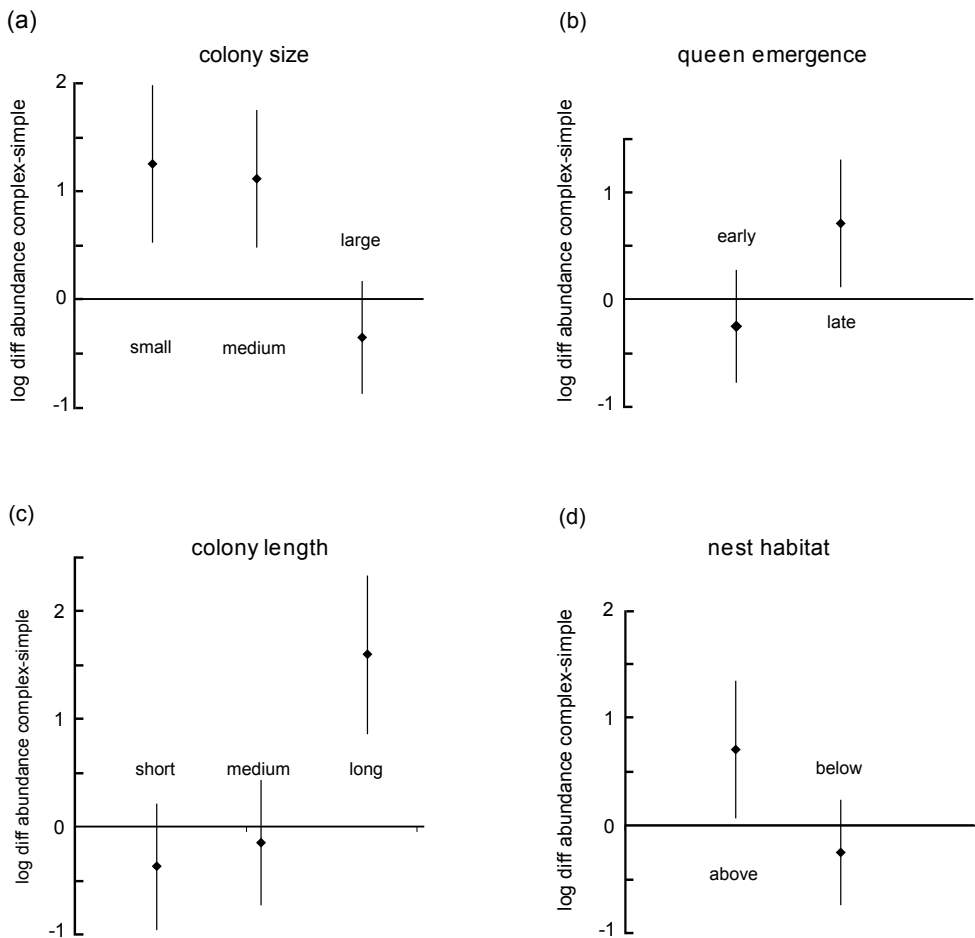 (a)
colony size
log diff abundance complex-simple
2
1
0
-1
small
medium
large
(b)
queen emergence
log diff abundance complex-simple
1
0
-1
early
late
(c)
colony length
log diff abundance complex-simple
2
1
0
-1
short
medium
long
(d)
nest habitat
log diff abundance complex-simple
2
1
0
-1
above
below